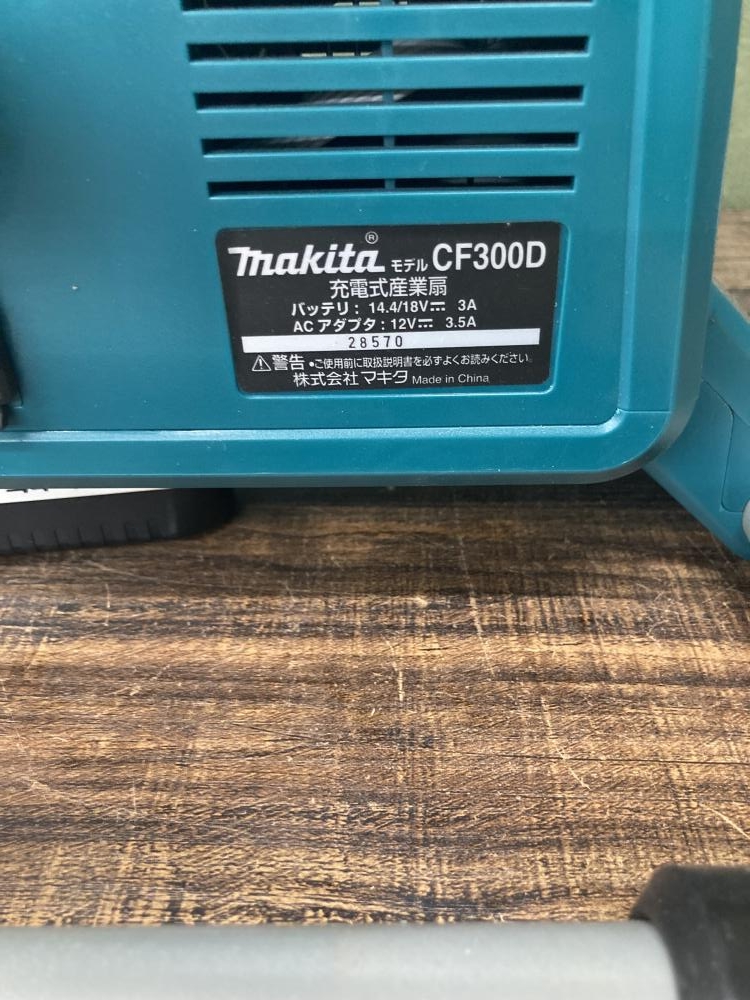 makita® モデル CF300D
充電式産業扇
バッテリ : 14.4/18V⎓ 3A
AC アダプタ : 12V⎓ 3.5A
28570
⚠警告 •ご使用前に取扱説明書を必ずよくお読みください。
株式会社マキタ Made in China